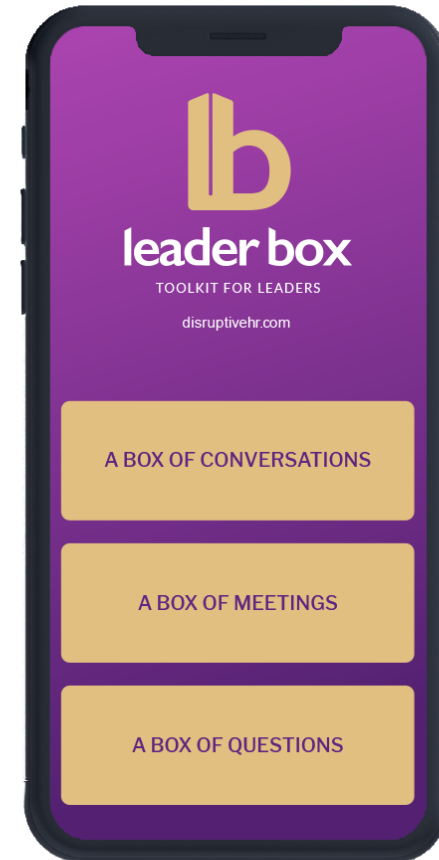 lb
leader box
TOOLKIT FOR LEADERS
disruptivehr.com
A BOX OF CONVERSATIONS
A BOX OF MEETINGS
A BOX OF QUESTIONS